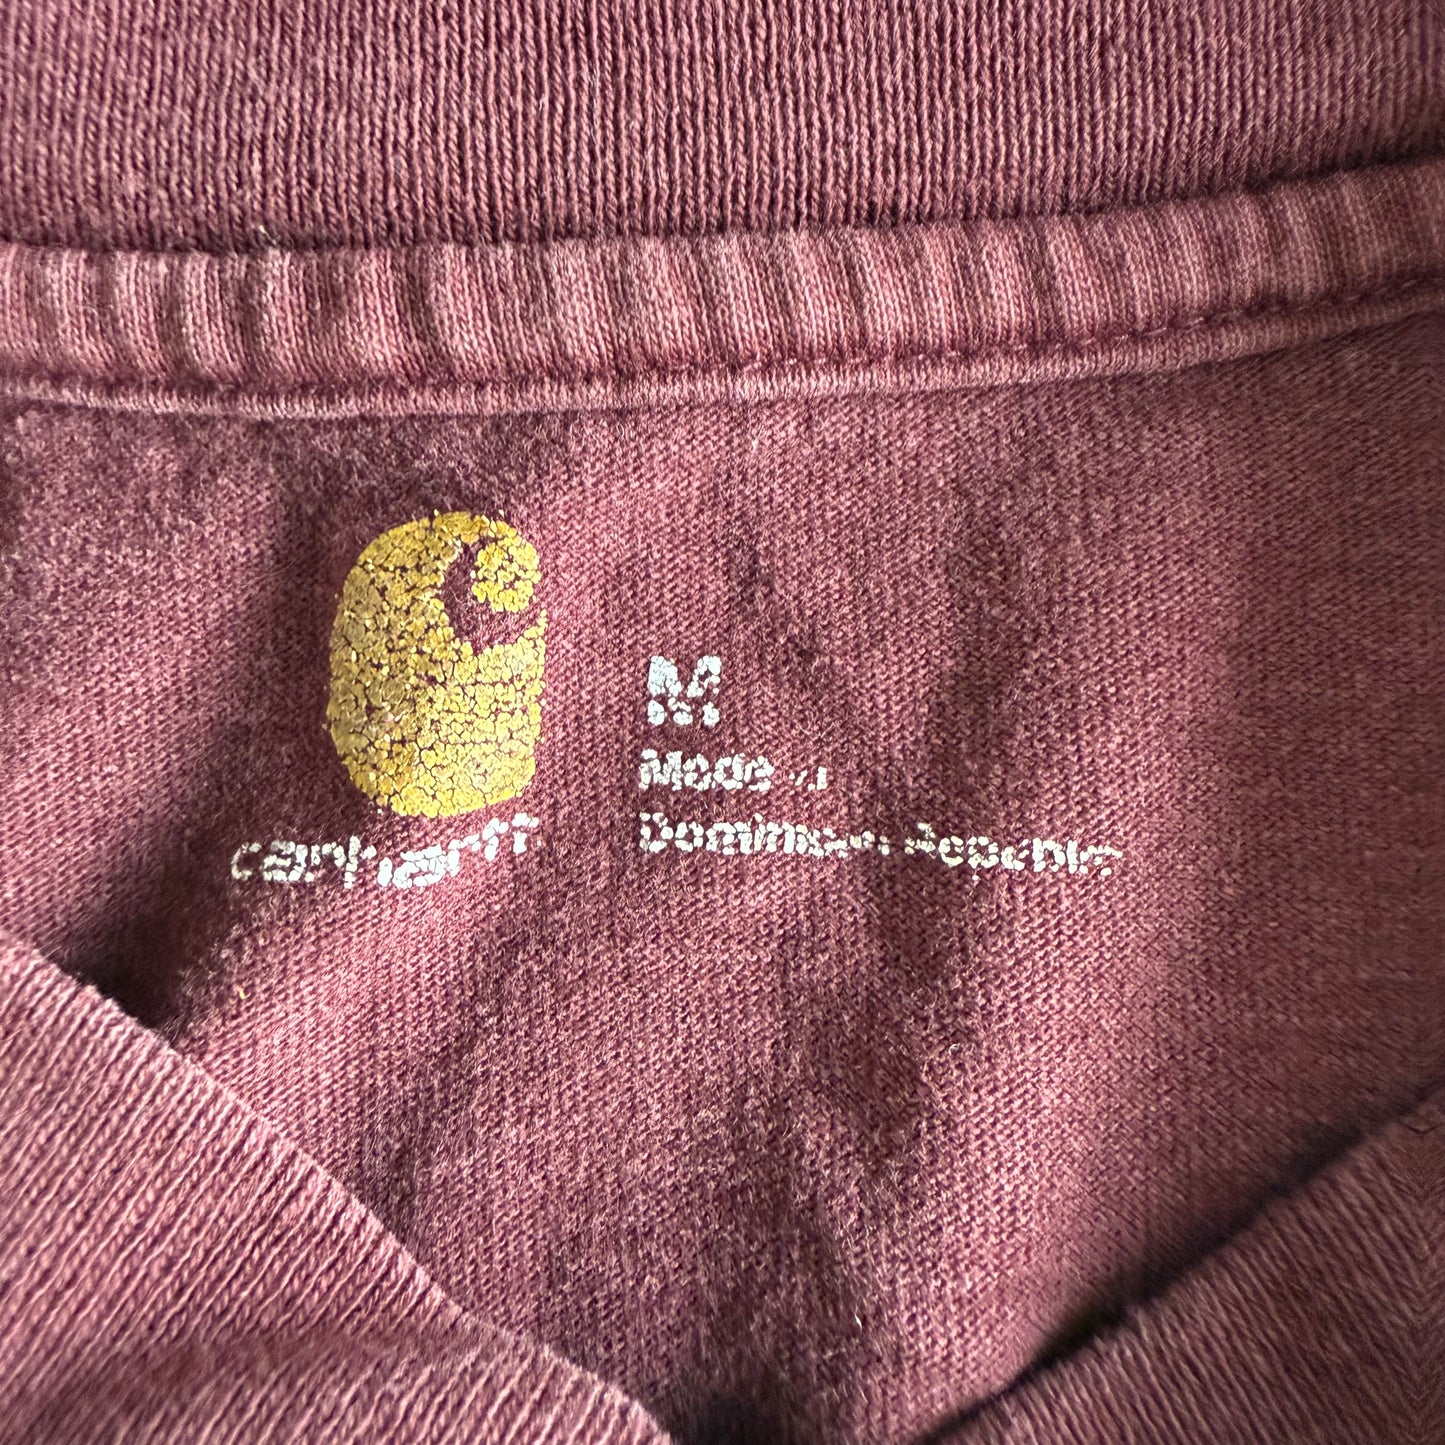 carhartt
M
Made in
Dominican Republic